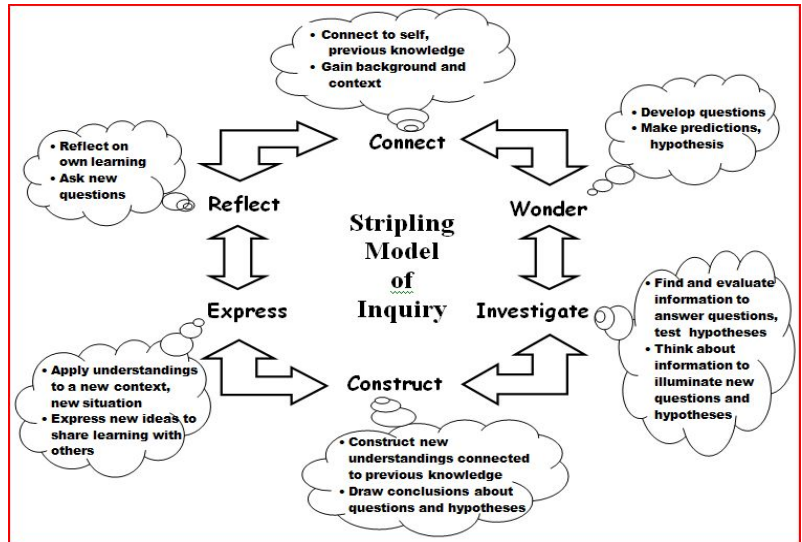 • Connect to self,
previous knowledge
• Gain background and
context
Connect
• Develop questions
• Make predictions,
hypothesis
Wonder
• Find and evaluate
information to
answer questions,
test hypotheses
• Think about
information to
illuminate new
questions and
hypotheses
Investigate
• Construct new
understandings connected
to previous knowledge
• Draw conclusions about
questions and hypotheses
Construct
• Apply understandings
to a new context,
new situation
• Express new ideas to
share learning with
others
Express
• Reflect on
own learning
• Ask new
questions
Reflect
Stripling
Model
of
Inquiry